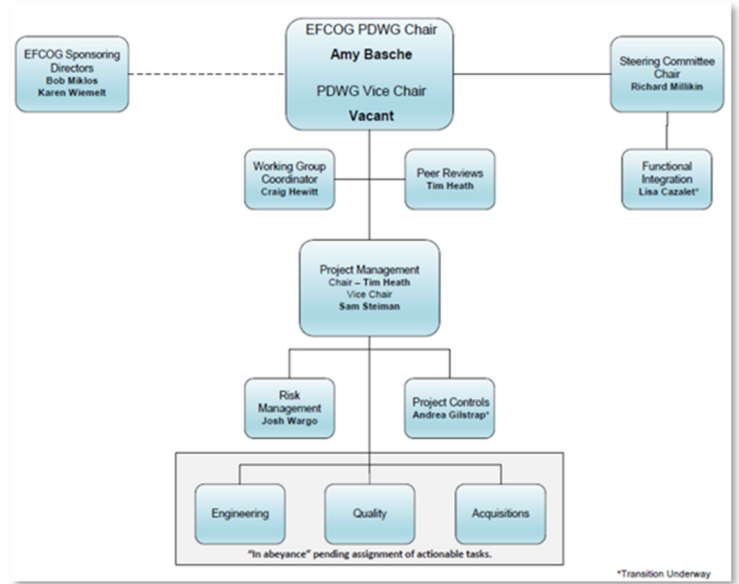 EFCOG PDWG Chair
Amy Basche
PDWG Vice Chair
Vacant
EFCOG Sponsoring
Directors
Bob Miklos
Karen Wiemelt
Steering Committee
Chair
Richard Millikin
Working Group
Coordinator
Craig Hewitt
Peer Reviews
Tim Heath
Functional
Integration
Lisa Cazalet*
Project Management
Chair – Tim Heath
Vice Chair
Sam Steiman
Risk
Management
Josh Wargo
Project Controls
Andrea Gilstrap*
Engineering
Quality
Acquisitions
"In abeyance" pending assignment of actionable tasks.
*Transition Underway